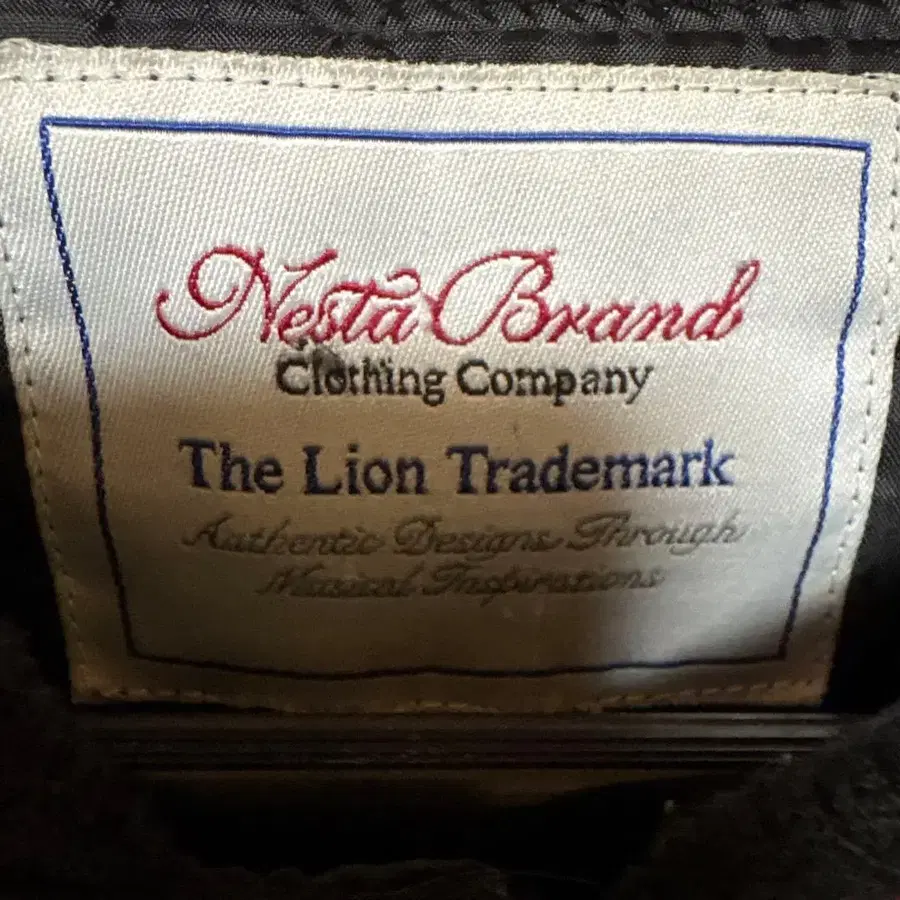 Nesta Brand
Clothing Company
The Lion Trademark
Authentic Designs Through
Musical Inspirations